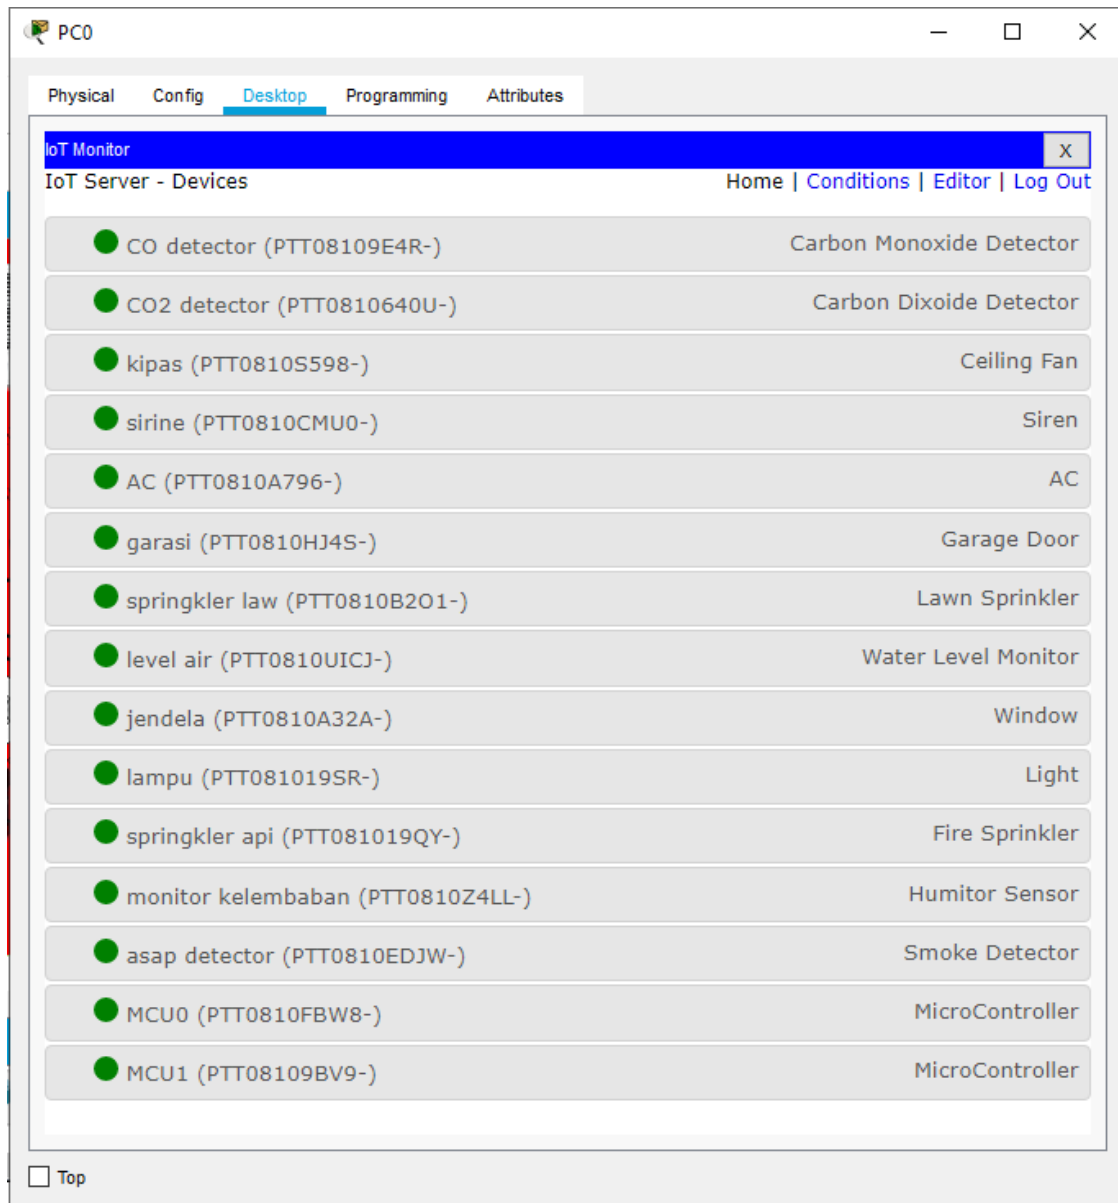 PC0
Physical Config Desktop Programming Attributes
IoT Monitor X
IoT Server - Devices Home | Conditions | Editor | Log Out
CO detector (PTT08109E4R-) Carbon Monoxide Detector
CO2 detector (PTT0810640U-) Carbon Dixoide Detector
kipas (PTT0810S598-) Ceiling Fan
sirine (PTT0810CMU0-) Siren
AC (PTT0810A796-) AC
garasi (PTT0810HJ4S-) Garage Door
springkler law (PTT0810B2O1-) Lawn Sprinkler
level air (PTT0810UICJ-) Water Level Monitor
jendela (PTT0810A32A-) Window
lampu (PTT081019SR-) Light
springkler api (PTT081019QY-) Fire Sprinkler
monitor kelembaban (PTT0810Z4LL-) Humitor Sensor
asap detector (PTT0810EDJW-) Smoke Detector
MCU0 (PTT0810FBW8-) MicroController
MCU1 (PTT08109BV9-) MicroController
Top